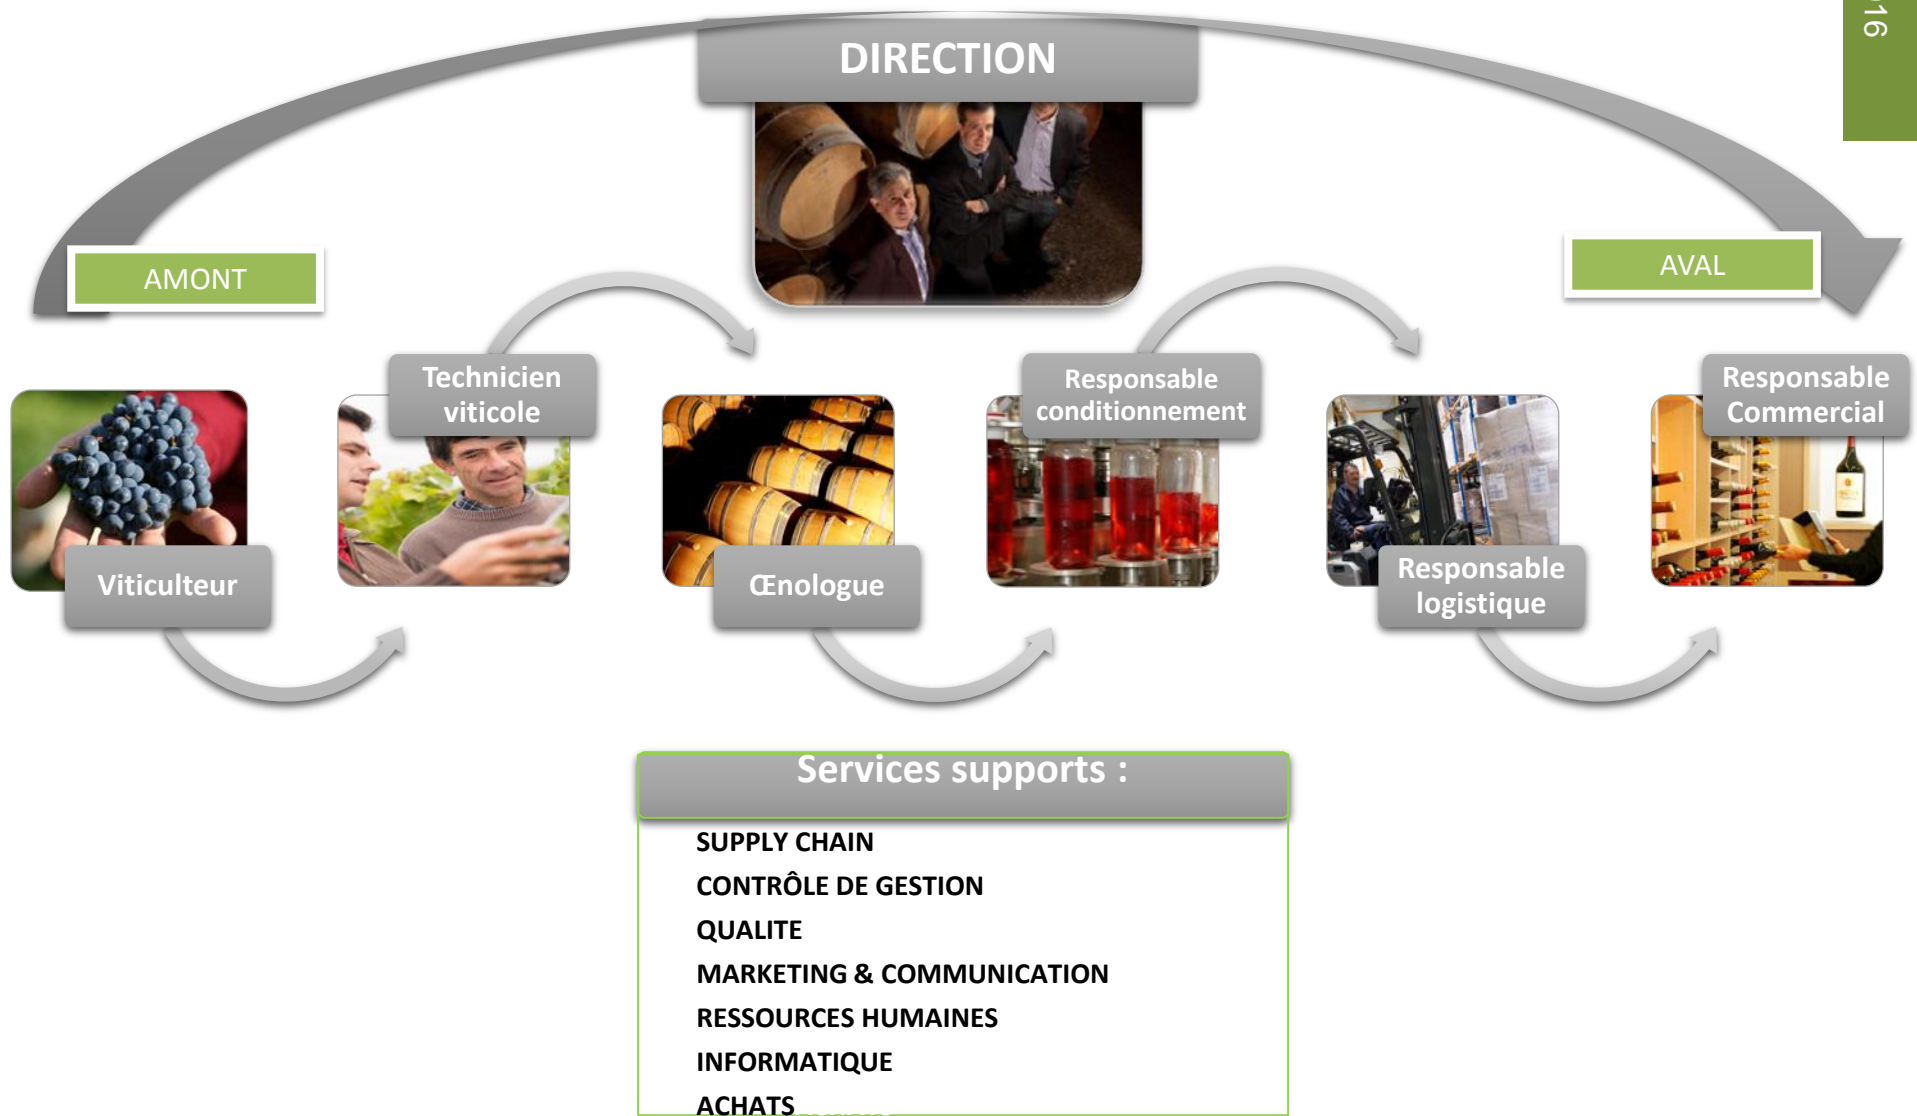 16
DIRECTION
AMONT
AVAL
Technicien
viticole
Responsable
conditionnement
Responsable
Commercial
Viticulteur
Œnologue
Responsable
logistique
Services supports :
SUPPLY CHAIN
CONTRÔLE DE GESTION
QUALITE
MARKETING & COMMUNICATION
RESSOURCES HUMAINES
INFORMATIQUE
ACHATS